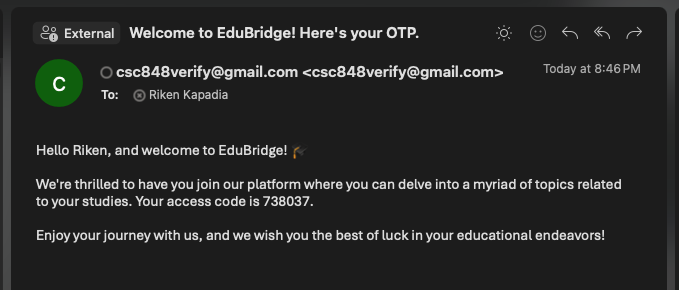 External Welcome to EduBridge! Here's your OTP.
C
csc848verify@gmail.com <csc848verify@gmail.com>
Today at 8:46 PM
To: Riken Kapadia
Hello Riken, and welcome to EduBridge! 🎓
We're thrilled to have you join our platform where you can delve into a myriad of topics related
to your studies. Your access code is 738037.
Enjoy your journey with us, and we wish you the best of luck in your educational endeavors!